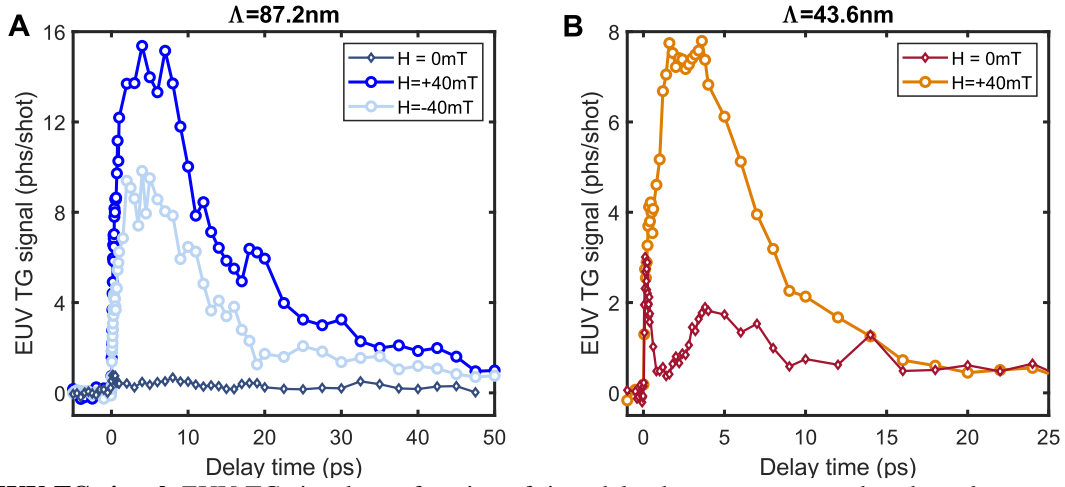 A
Λ=87.2nm
EUV TG signal (phs/shot)
16
12
8
4
0
H = 0mT
H=+40mT
H=-40mT
0
10
20
30
40
50
Delay time (ps)
B
Λ=43.6nm
EUV TG signal (phs/shot)
8
6
4
2
0
H = 0mT
H=+40mT
0
5
10
15
20
25
Delay time (ps)